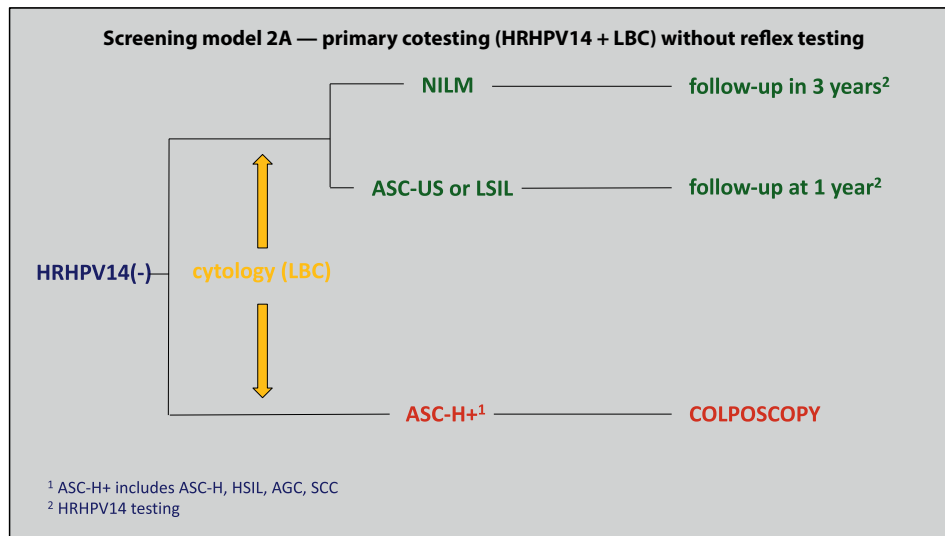 Screening model 2A — primary cotesting (HRHPV14 + LBC) without reflex testing
NILM
follow-up in 3 years²
ASC-US or LSIL
follow-up at 1 year²
HRHPV14(-)
cytology (LBC)
ASC-H+¹
COLPOSCOPY
¹ ASC-H+ includes ASC-H, HSIL, AGC, SCC
² HRHPV14 testing